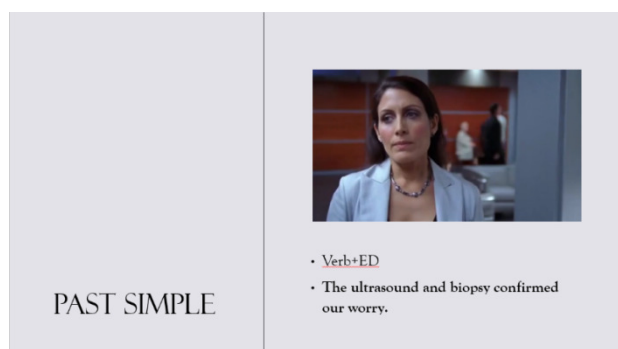 PAST SIMPLE
• Verb+ED
• The ultrasound and biopsy confirmed
our worry.